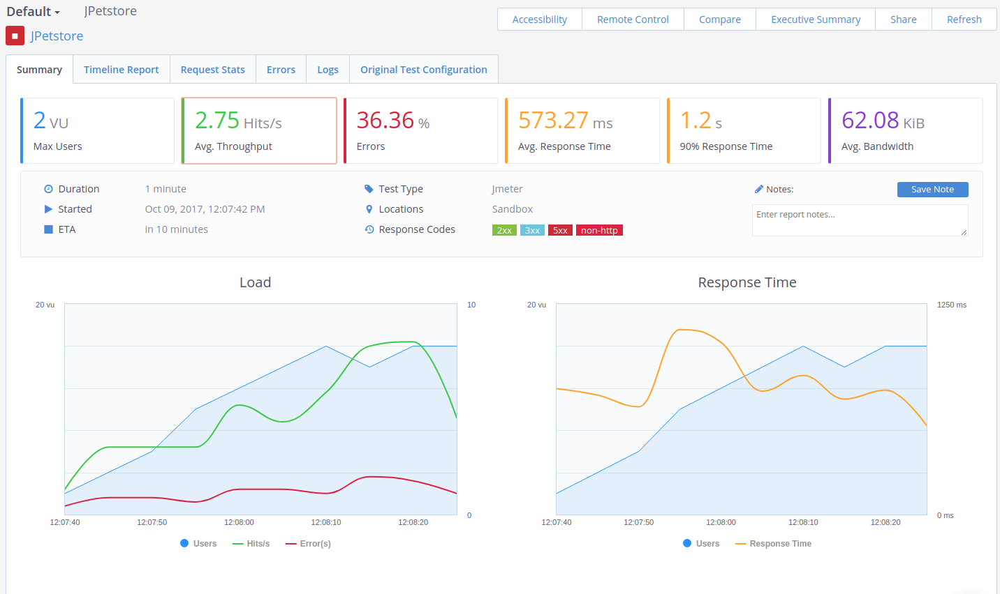 Default JPetstore
JPetstore
Accessibility Remote Control Compare Executive Summary Share Refresh
Summary Timeline Report Request Stats Errors Logs Original Test Configuration
2 VU
Max Users
2.75 Hits/s
Avg. Throughput
36.36 %
Errors
573.27 ms
Avg. Response Time
1.2 s
90% Response Time
62.08 KiB
Avg. Bandwidth
Duration 1 minute
Started Oct 09, 2017, 12:07:42 PM
ETA in 10 minutes
Test Type Jmeter
Locations Sandbox
Response Codes 2xx 3xx 5xx non-http
Notes: Save Note
Enter report notes...
Load
20 vu 10
0
12:07:40 12:07:50 12:08:00 12:08:10 12:08:20
Users Hits/s Error(s)
Response Time
20 vu 1250 ms
0 ms
12:07:40 12:07:50 12:08:00 12:08:10 12:08:20
Users Response Time